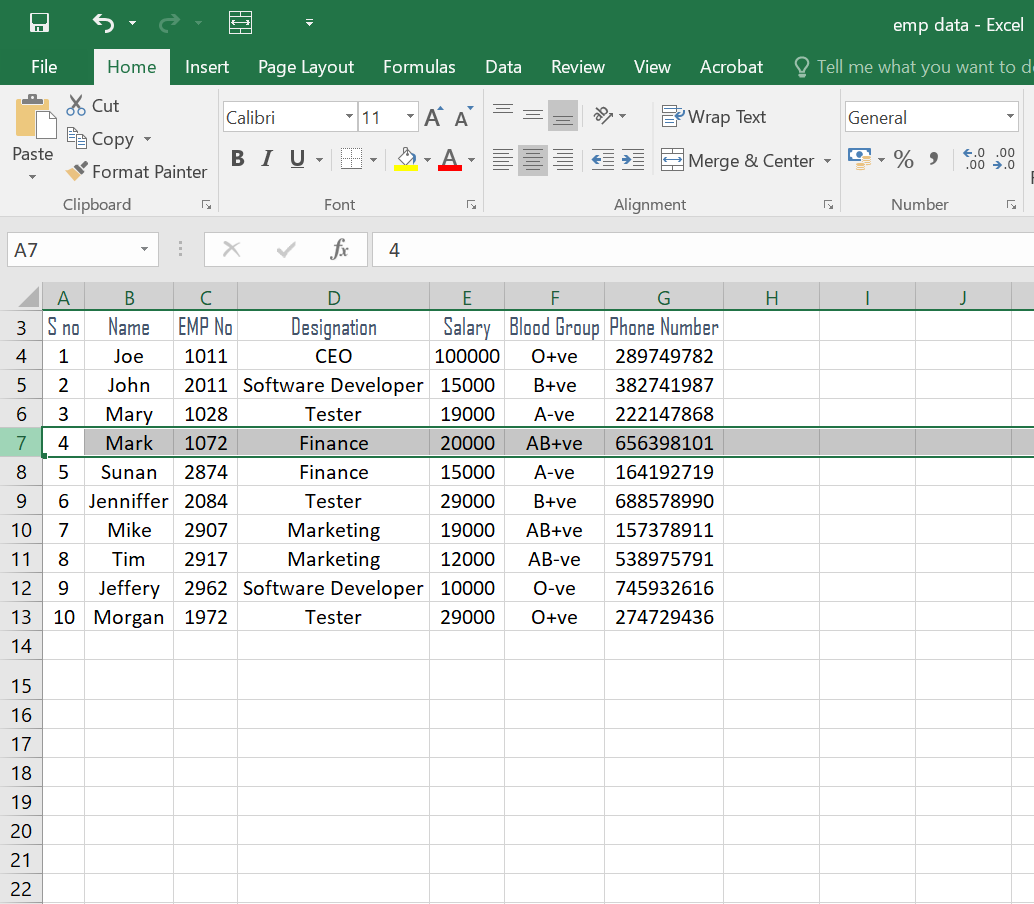 emp data - Excel
File Home Insert Page Layout Formulas Data Review View Acrobat Tell me what you want to d
Cut
Copy
Format Painter
Paste
Clipboard
Calibri 11
B I U
Font
Wrap Text
Merge & Center
Alignment
General
% , .0 .00 .00 .0
Number
A7 fx 4
A B C D E F G H I J
3 S no Name EMP No Designation Salary Blood Group Phone Number
4 1 Joe 1011 CEO 100000 O+ve 289749782
5 2 John 2011 Software Developer 15000 B+ve 382741987
6 3 Mary 1028 Tester 19000 A-ve 222147868
7 4 Mark 1072 Finance 20000 AB+ve 656398101
8 5 Sunan 2874 Finance 15000 A-ve 164192719
9 6 Jenniffer 2084 Tester 29000 B+ve 688578990
10 7 Mike 2907 Marketing 19000 AB+ve 157378911
11 8 Tim 2917 Marketing 12000 AB-ve 538975791
12 9 Jeffery 2962 Software Developer 10000 O-ve 745932616
13 10 Morgan 1972 Tester 29000 O+ve 274729436
14
15
16
17
18
19
20
21
22